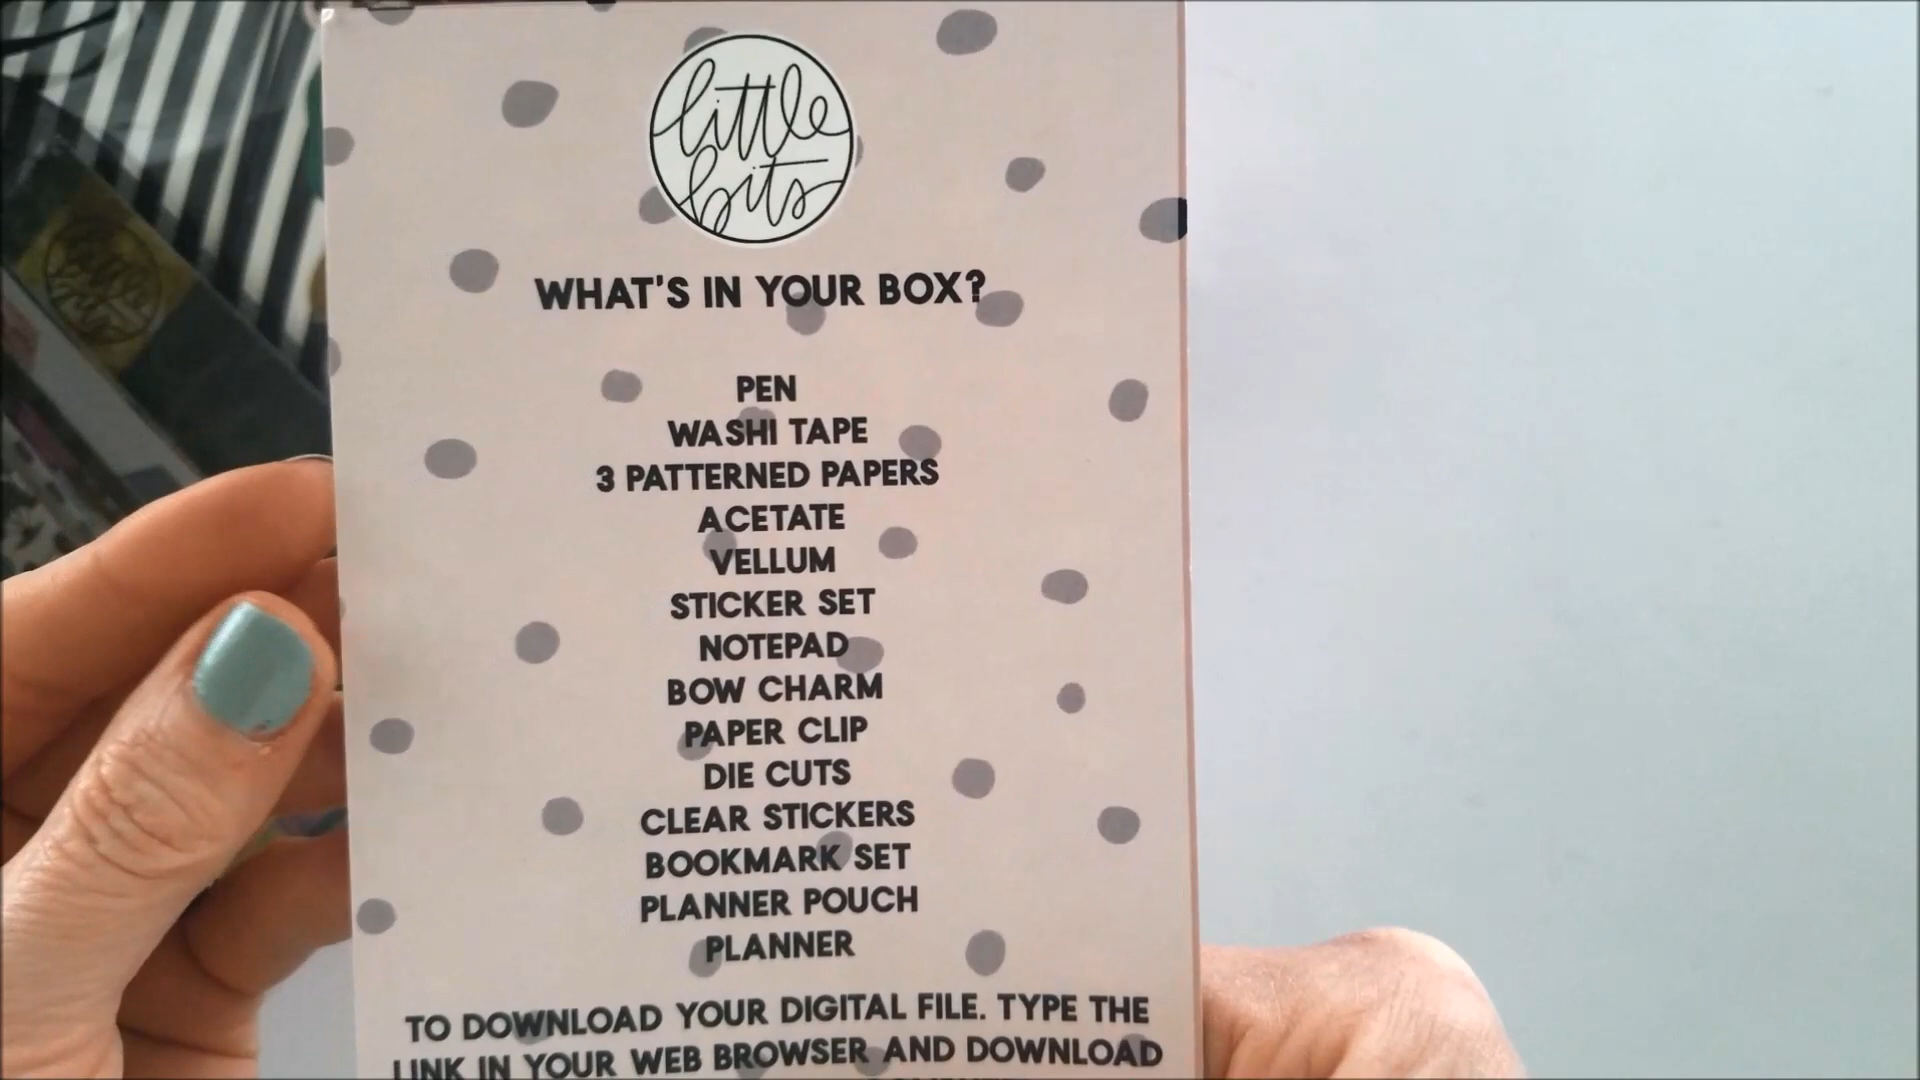 little
bits
WHAT'S IN YOUR BOX?
PEN
WASHI TAPE
3 PATTERNED PAPERS
ACETATE
VELLUM
STICKER SET
NOTEPAD
BOW CHARM
PAPER CLIP
DIE CUTS
CLEAR STICKERS
BOOKMARK SET
PLANNER POUCH
PLANNER
TO DOWNLOAD YOUR DIGITAL FILE. TYPE THE
LINK IN YOUR WEB BROWSER AND DOWNLOAD